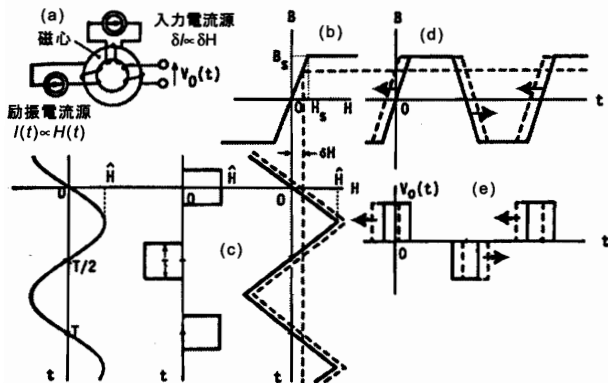 (a)
磁心
入力電流源
δI∝δH
V₀(t)
励振電流源
I(t)∝H(t)
(b)
B
Bₛ
0
Hₛ
H
δH
(d)
B
0
t
0
Ĥ
T/2
T
t
0
Ĥ
τ
t
(c)
0
Ĥ
H
t
V₀(t)
(e)
0
t